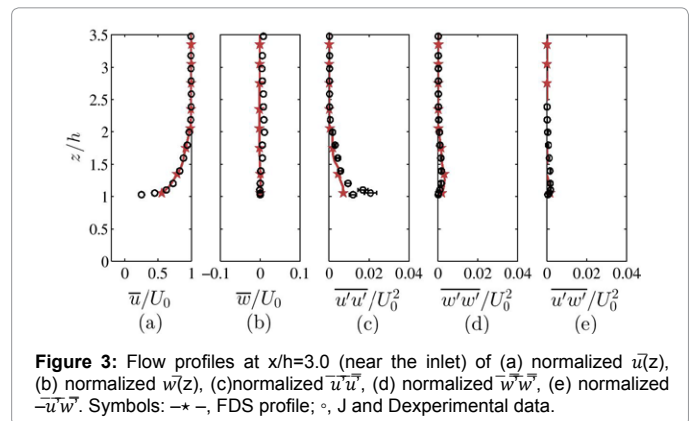 3.5
3
2.5
2
1.5
1
0.5
0
z/h
0 0.5 1 -0.1 0 0.1 0 0.02 0.04 0 0.02 0.04 0 0.02 0.04
u̅/U₀ w̅/U₀ u′u′̅/U₀² w′w′̅/U₀² u′w′̅/U₀²
(a) (b) (c) (d) (e)
Figure 3: Flow profiles at x/h=3.0 (near the inlet) of (a) normalized u̅(z),
(b) normalized w̅(z), (c)normalized u̅'u̅', (d) normalized w̅'w̅', (e) normalized
–u̅'w̅'. Symbols: –⋆ –, FDS profile; ◦, J and Dexperimental data.